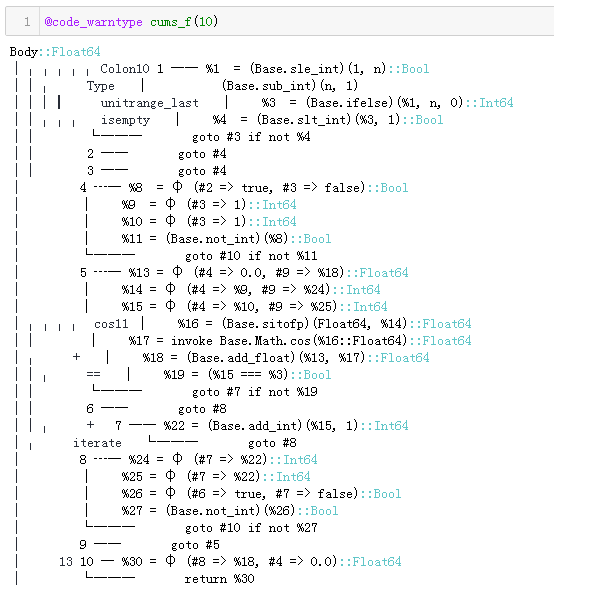 1 @code_warntype cums_f(10)
Body::Float64
│ ╷╷╷╷╷ Colon10 1 ── %1 = (Base.sle_int)(1, n)::Bool
│ │╷╷ Type │ (Base.sub_int)(n, 1)
│ │││┃ unitrange_last │ %3 = (Base.ifelse)(%1, n, 0)::Int64
│ │╷╷╷ isempty │ %4 = (Base.slt_int)(%3, 1)::Bool
│ │ └─── goto #3 if not %4
│ │ 2 ── goto #4
│ │ 3 ── goto #4
│ 4 ┄─ %8 = φ (#2 => true, #3 => false)::Bool
│ │ %9 = φ (#3 => 1)::Int64
│ │ %10 = φ (#3 => 1)::Int64
│ │ %11 = (Base.not_int)(%8)::Bool
│ └─── goto #10 if not %11
│ 5 ┄─ %13 = φ (#4 => 0.0, #9 => %18)::Float64
│ │ %14 = φ (#4 => %9, #9 => %24)::Int64
│ │ %15 = φ (#4 => %10, #9 => %25)::Int64
│ ╷╷╷╷ cos11 │ %16 = (Base.sitofp)(Float64, %14)::Float64
│ │ │ %17 = invoke Base.Math.cos(%16::Float64)::Float64
│ ╷ + │ %18 = (Base.add_float)(%13, %17)::Float64
│ │╷ == │ %19 = (%15 === %3)::Bool
│ │ └─── goto #7 if not %19
│ │ 6 ── goto #8
│ │╷ + 7 ── %22 = (Base.add_int)(%15, 1)::Int64
│ ╷ iterate └─── goto #8
│ 8 ┄─ %24 = φ (#7 => %22)::Int64
│ │ %25 = φ (#7 => %22)::Int64
│ │ %26 = φ (#6 => true, #7 => false)::Bool
│ │ %27 = (Base.not_int)(%26)::Bool
│ └─── goto #10 if not %27
│ 9 ── goto #5
│ 13 10 ─ %30 = φ (#8 => %18, #4 => 0.0)::Float64
│ └─── return %30